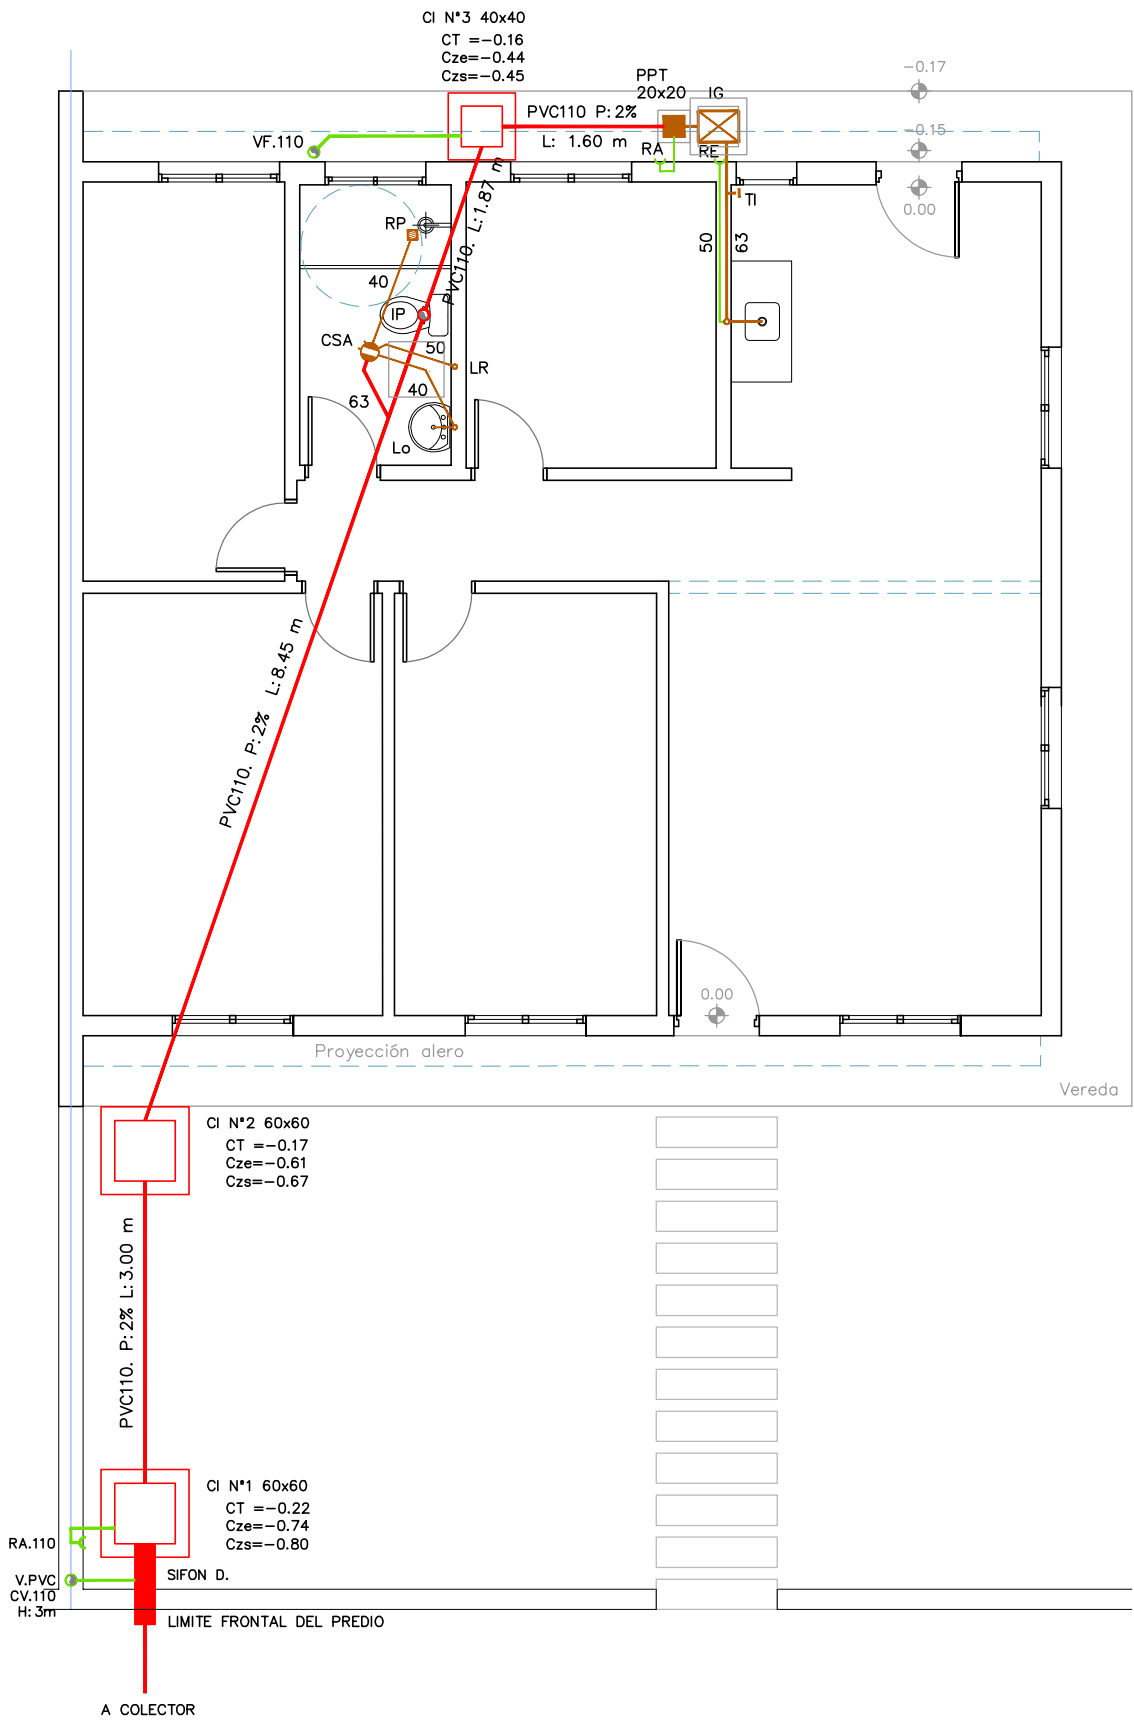 CI N°3 40x40
CT =-0.16
Cze=-0.44
Czs=-0.45
-0.17
PPT
20x20
IG
PVC110 P: 2%
L: 1.60 m
-0.15
VF.110
RA
RE
0.00
TI
RP
PVC110. L: 1.87 m
50
63
40
IP
CSA
50
LR
40
63
Lo
PVC110. P: 2% L: 8.45 m
0.00
Proyección alero
Vereda
CI N°2 60x60
CT =-0.17
Cze=-0.61
Czs=-0.67
PVC110. P: 2% L: 3.00 m
CI N°1 60x60
CT =-0.22
Cze=-0.74
Czs=-0.80
RA.110
SIFON D.
V.PVC
CV.110
H: 3m
LIMITE FRONTAL DEL PREDIO
A COLECTOR